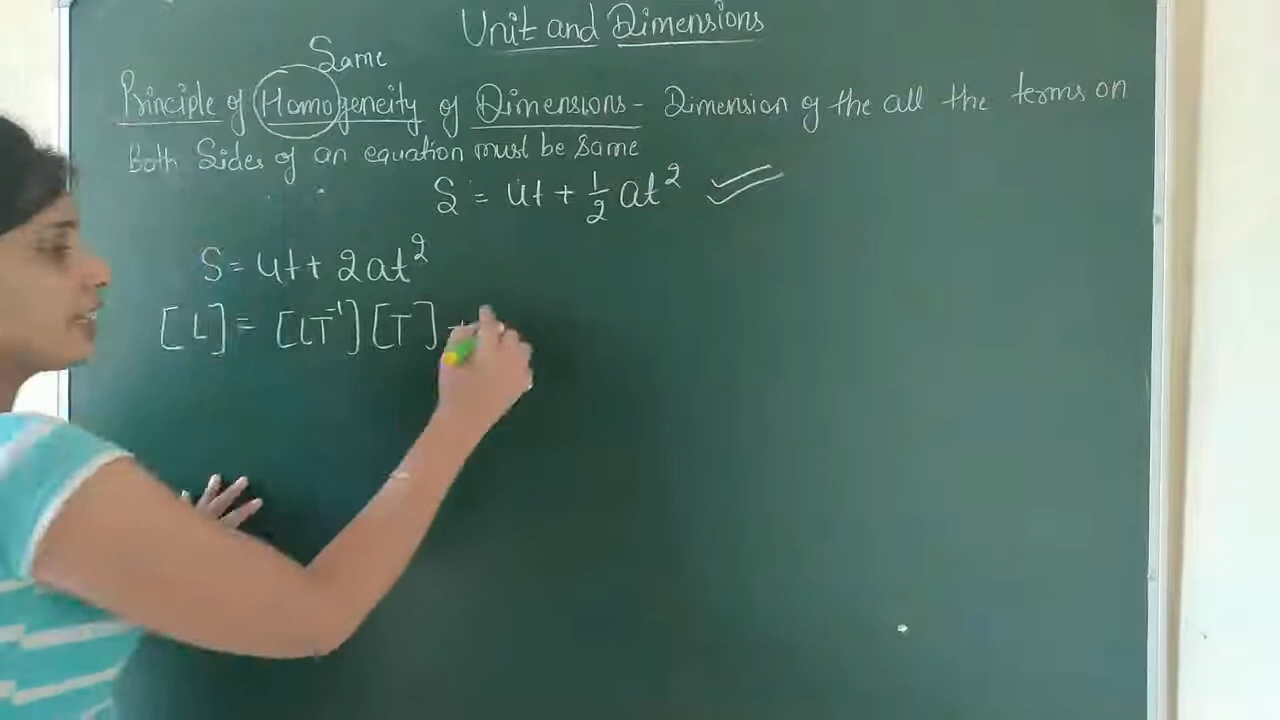 Unit and Dimensions
Same
Principle of Homogeneity of Dimensions - Dimension of the all the terms on
Both Sides of an equation must be Same
S = ut + 1/2 at²
S = ut + 2at²
[L] = [LT⁻¹][T] +